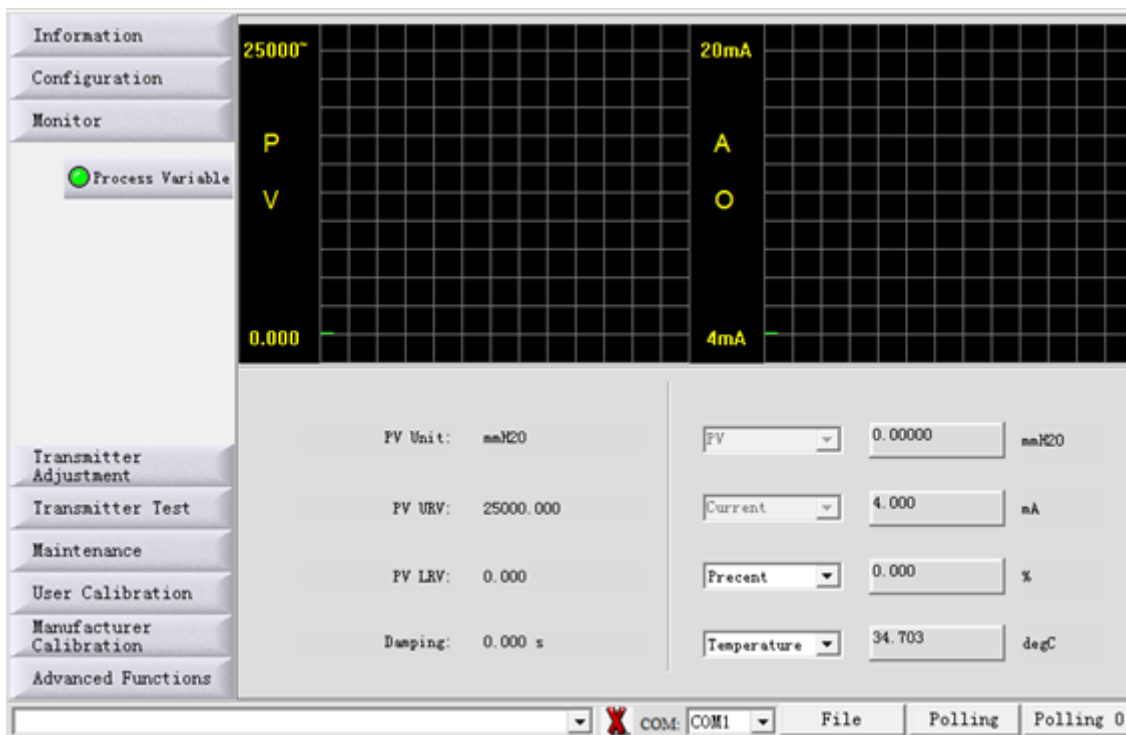 Information
Configuration
Monitor
Process Variable
Transmitter
Adjustment
Transmitter Test
Maintenance
User Calibration
Manufacturer
Calibration
Advanced Functions
25000~
P
V
0.000
20mA
A
O
4mA
PV Unit: mmH2O
PV URV: 25000.000
PV LRV: 0.000
Damping: 0.000 s
PV 0.00000 mmH2O
Current 4.000 mA
Precent 0.000 %
Temperature 34.703 degC
X COM: COM1 File Polling Polling 0